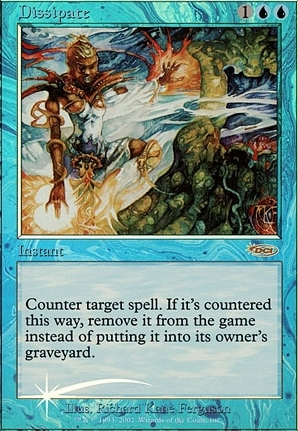 Dissipate 1
Instant
DCI
Counter target spell. If it's countered
this way, remove it from the game
instead of putting it into its owner's
graveyard.
Illus. Richard Kane Ferguson
™ & © 1993-2001 Wizards of the Coast, Inc.